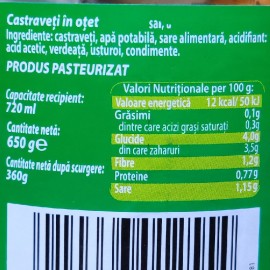 Castraveți in oțet
Ingrediente: castraveți, apă potabilă, sare alimentară, acidifiant:
acid acetic, verdeață, usturoi, condimente.
PRODUS PASTEURIZAT
Capacitate recipient:
720 ml
Cantitate netă:
650 g e
Cantitate netă după scurgere:
360g
Valori Nutriționale per 100 g:
Valoare energetică 12 kcal/ 50 kJ
Grăsimi 0,1g
dintre care acizi grași saturati 0.3g
Glucide 4,0g
din care zaharuri 3,5g
Fibre 1,2g
Proteine 0,77g
Sare 1,15g